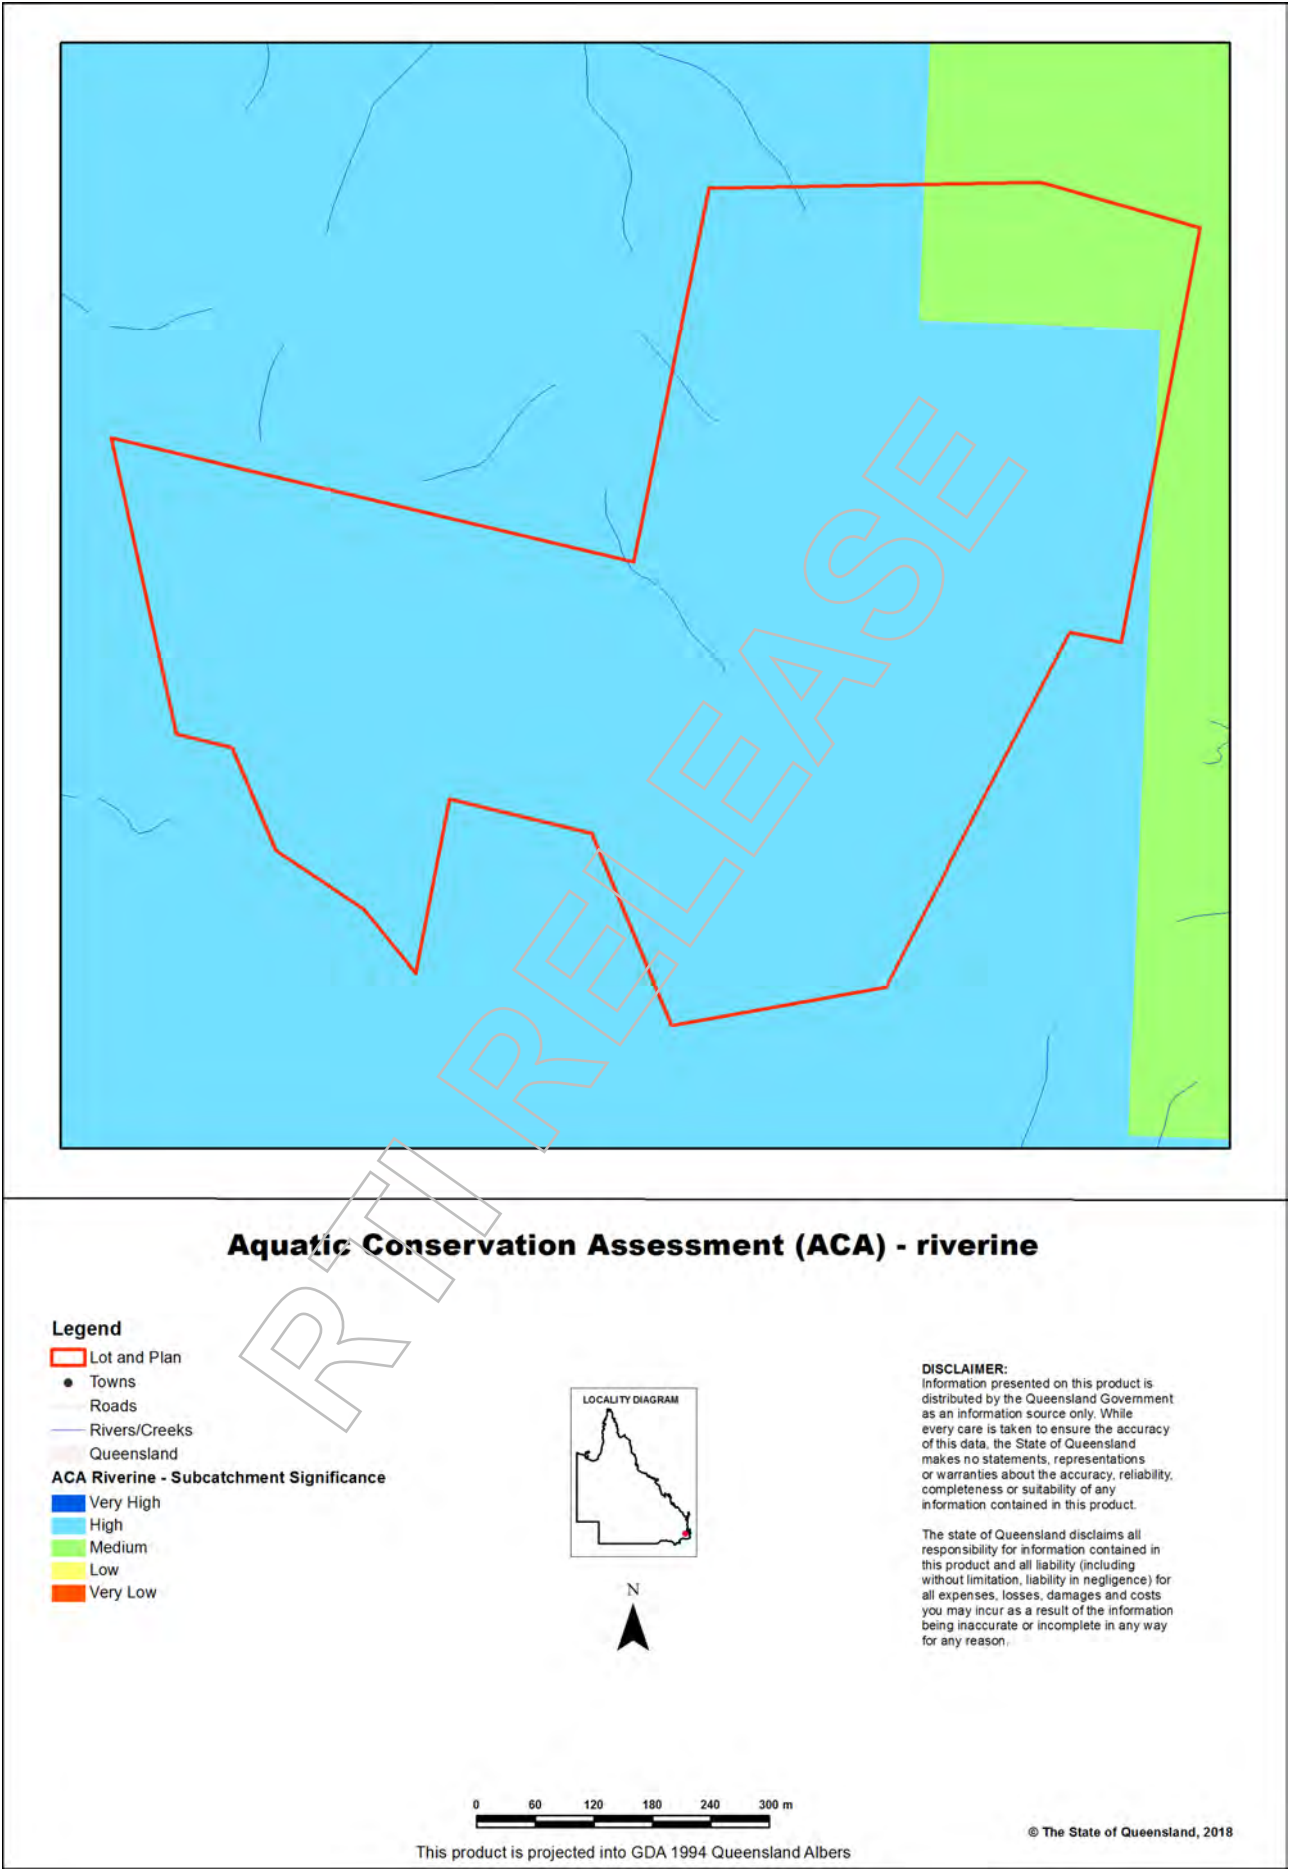 RTI RELEASE
Aquatic Conservation Assessment (ACA) - riverine
Legend
Lot and Plan
Towns
Roads
Rivers/Creeks
Queensland
ACA Riverine - Subcatchment Significance
Very High
High
Medium
Low
Very Low
LOCALITY DIAGRAM
N
DISCLAIMER:
Information presented on this product is
distributed by the Queensland Government
as an information source only. While
every care is taken to ensure the accuracy
of this data, the State of Queensland
makes no statements, representations
or warranties about the accuracy, reliability,
completeness or suitability of any
information contained in this product.
The state of Queensland disclaims all
responsibility for information contained in
this product and all liability (including
without limitation, liability in negligence) for
all expenses, losses, damages and costs
you may incur as a result of the information
being inaccurate or incomplete in any way
for any reason.
0 60 120 180 240 300 m
This product is projected into GDA 1994 Queensland Albers
© The State of Queensland, 2018